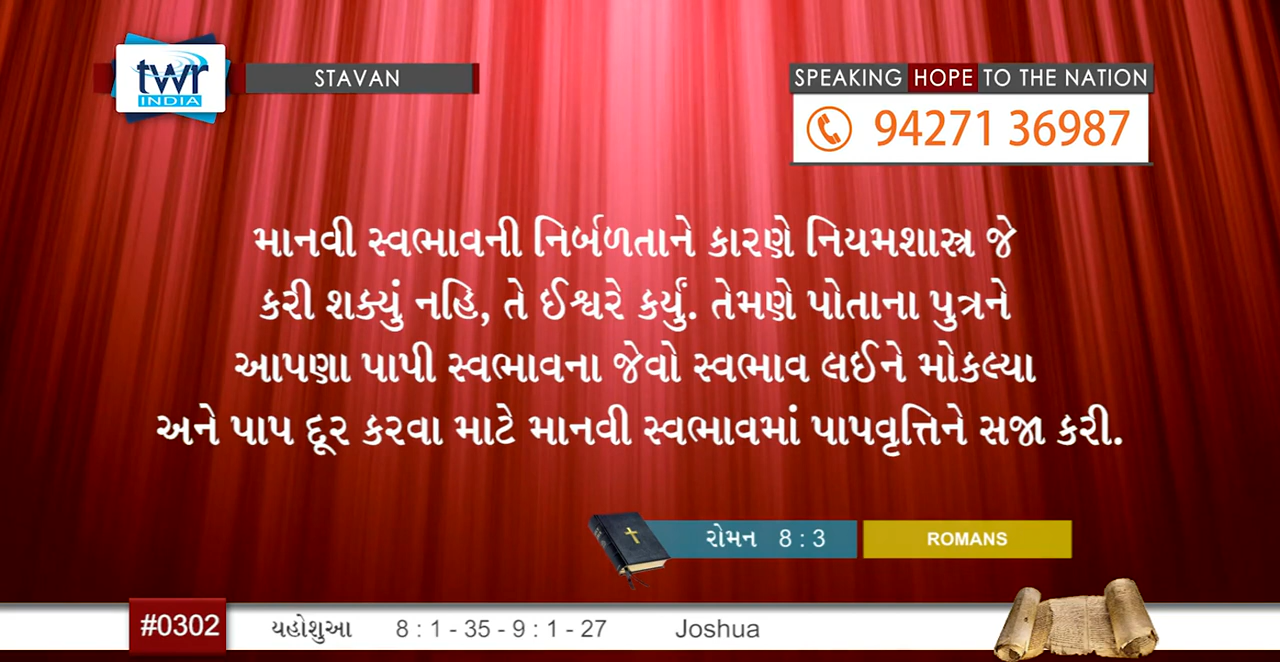 twr
INDIA
STAVAN
SPEAKING HOPE TO THE NATION
94271 36987
માનવી સ્વભાવની નિર્બળતાને કારણે નિયમશાસ્ત્ર જે
કરી શક્યું નહિ, તે ઈશ્વરે કર્યું. તેમણે પોતાના પુત્રને
આપણા પાપી સ્વભાવના જેવો સ્વભાવ લઈને મોકલ્યા
અને પાપ દૂર કરવા માટે માનવી સ્વભાવમાં પાપવૃત્તિને સજા કરી.
રોમન 8 : 3 ROMANS
#0302 યહોશુઆ 8 : 1 - 35 - 9 : 1 - 27 Joshua